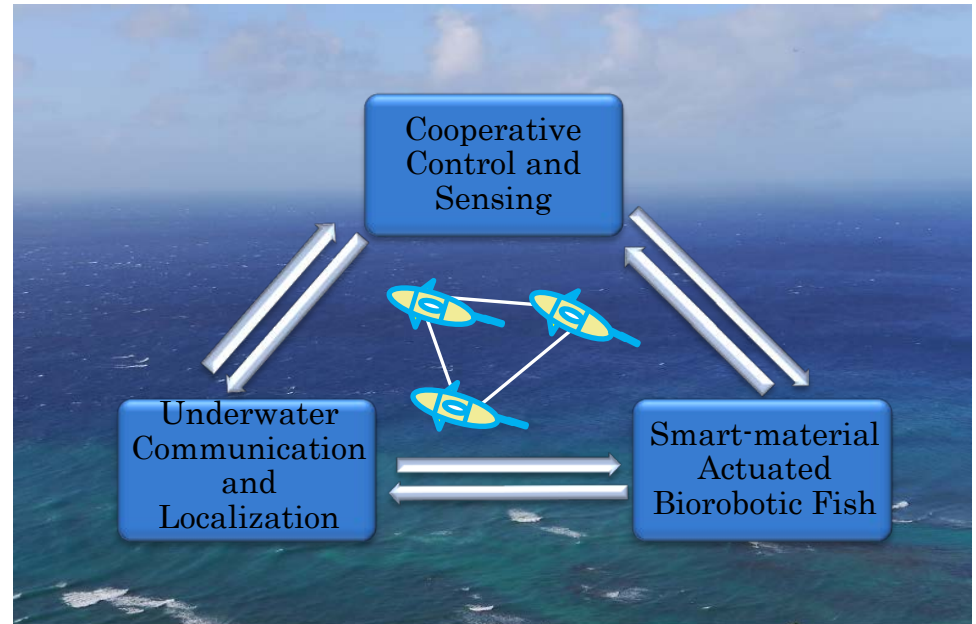 Cooperative
Control and
Sensing
Underwater
Communication
and
Localization
Smart-material
Actuated
Biorobotic Fish